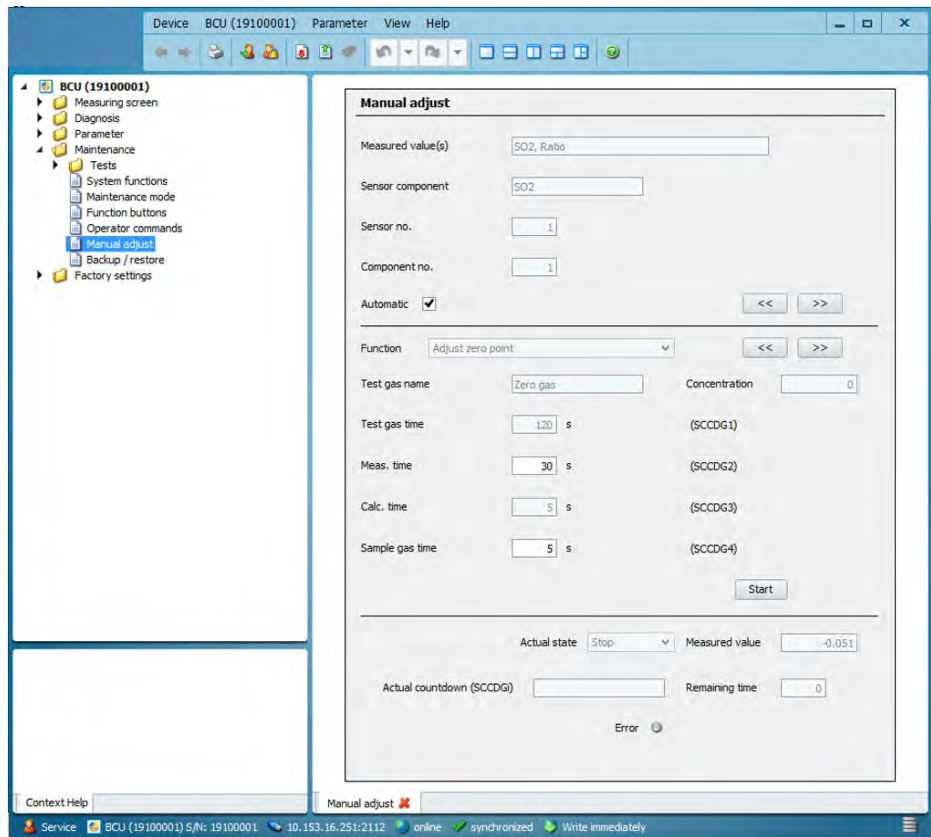 Device BCU (19100001) Parameter View Help
BCU (19100001)
Measuring screen
Diagnosis
Parameter
Maintenance
Tests
System functions
Maintenance mode
Function buttons
Operator commands
Manual adjust
Backup / restore
Factory settings
Context Help
Manual adjust
Measured value(s) SO2, Ratio
Sensor component SO2
Sensor no. 1
Component no. 1
Automatic << >>
Function Adjust zero point << >>
Test gas name Zero gas Concentration 0
Test gas time 120 s (SCCDG1)
Meas. time 30 s (SCCDG2)
Calc. time 5 s (SCCDG3)
Sample gas time 5 s (SCCDG4)
Start
Actual state Stop Measured value -0.051
Actual countdown (SCCDGi) Remaining time 0
Error
Manual adjust
Service BCU (19100001) S/N: 19100001 10.153.16.251:2112 online synchronized Write immediately